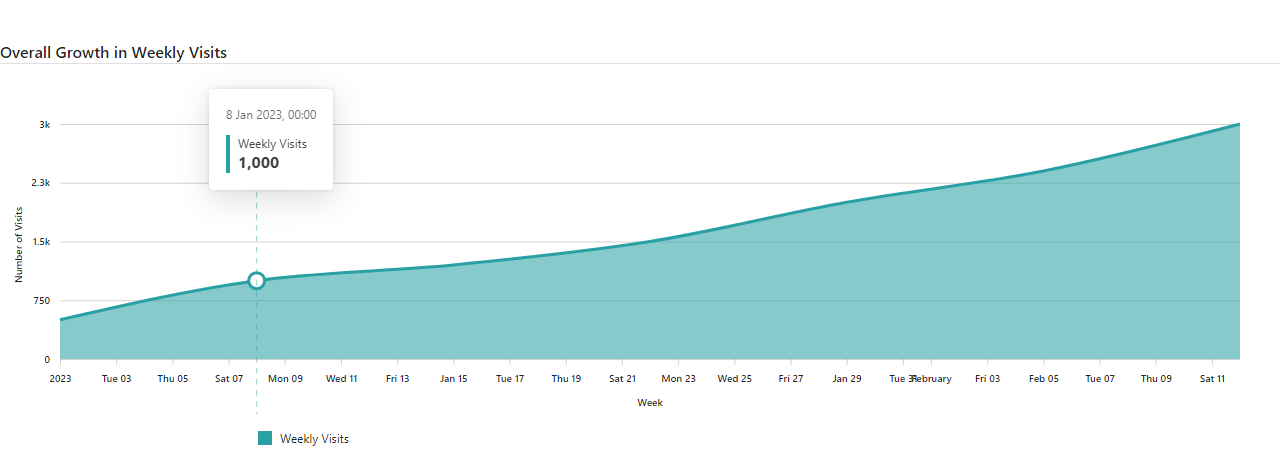 Overall Growth in Weekly Visits
8 Jan 2023, 00:00
Weekly Visits
1,000
3k
2.3k
1.5k
750
0
Number of Visits
2023 Tue 03 Thu 05 Sat 07 Mon 09 Wed 11 Fri 13 Jan 15 Tue 17 Thu 19 Sat 21 Mon 23 Wed 25 Fri 27 Jan 29 Tue 31 February Fri 03 Feb 05 Tue 07 Thu 09 Sat 11
Week
Weekly Visits